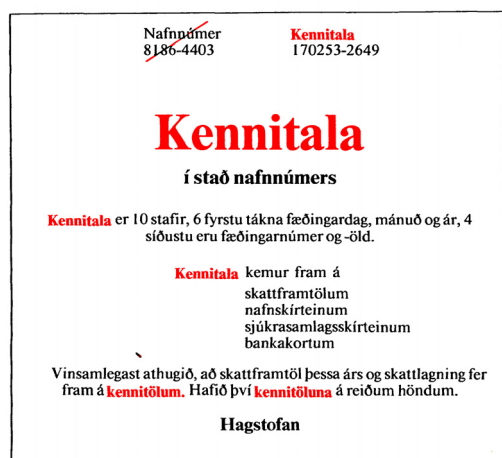 Nafnnúmer Kennitala
8186-4403 170253-2649
Kennitala
í stað nafnnúmers
Kennitala er 10 stafir, 6 fyrstu tákna fæðingardag, mánuð og ár, 4
síðustu eru fæðingarnúmer og -öld.
Kennitala kemur fram á
skattframtölum
nafnskírteinum
sjúkrasamlagsskírteinum
bankakortum
Vinsamlegast athugið, að skattframtöl þessa árs og skattlagning fer
fram á kennitölum. Hafið því kennitöluna á reiðum höndum.
Hagstofan